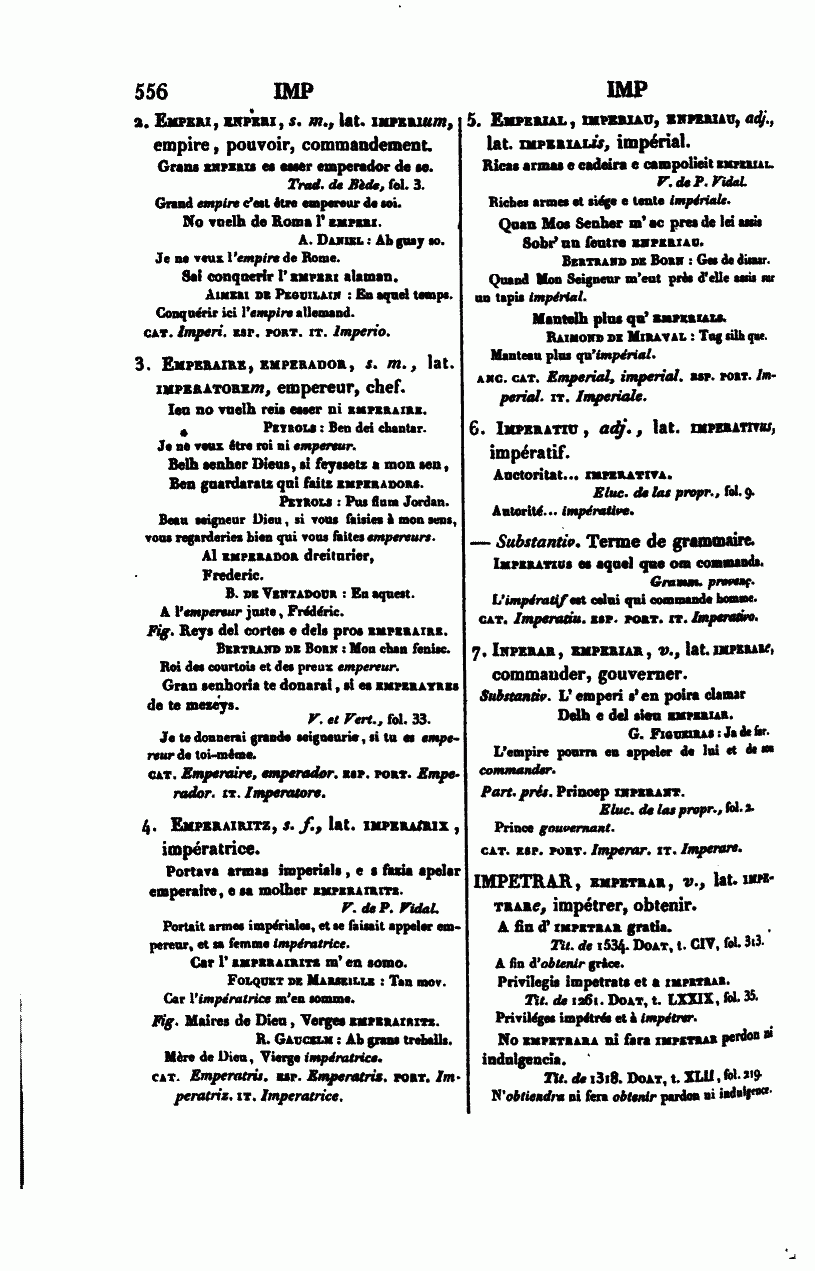 556 IMP IMP
2. Emperi, enperi, s. m., lat. imperium,
empire, pouvoir, commandement.
Grans enperis es esser emperador de se.
Trad. de Bède, fol. 3.
Grand empire c'est être empereur de soi.
No vuelh de Roma l' emperi.
A. Daniel : Ab guay so.
Je ne veux l'empire de Rome.
Sai conquerir l' emperi alaman.
Aimeri de Peguilain : En aquel temps.
Conquérir ici l'empire allemand.
cat. Imperi. esp. port. it. Imperio.
3. Emperaire, emperador, s. m., lat.
imperatorem, empereur, chef.
Ieu no vuelh reis esser ni emperaire.
Peyrols : Ben dei chantar.
Je ne veux être roi ni empereur.
Belh senher Dieus, si feyssetz a mon sen,
Ben guardaratz qui faitz emperadors.
Peyrols : Pus flum Jordan.
Beau seigneur Dieu, si vous faisies à mon sens,
vous regarderies bien qui vous faites empereurs.
Al emperador dreiturier,
Frederic.
B. de Ventadour : En aquest.
A l'empereur juste, Frédéric.
Fig. Reys del cortes e dels pros emperaire.
Bertrand de Born : Mon chan fenisc.
Roi des courtois et des preux empereur.
Gran senhoria te donarai, si es emperayres
de te mezeys.
V. et Vert., fol. 33.
Je te donnerai grande seigneurie, si tu es empe-
reur de toi-même.
cat. Emperaire, emperador. esp. port. Empe-
rador. it. Imperatore.
4. Emperairitz, s. f., lat. imperatrix,
impératrice.
Portava armas imperials, e s fazia apelar
emperaire, e sa molher emperairitz.
V. de P. Vidal.
Portait armes impériales, et se faisait appeler em-
pereur, et sa femme impératrice.
Car l' emperairitz m' en somo.
Folquet de Marseille : Tan mov.
Car l'impératrice m'en somme.
Fig. Maires de Dieu, Verges emperairitz.
R. Gaucelm : Ab grans trebalhs.
Mère de Dieu, Vierge impératrice.
cat. Emperatris. esp. Emperatriz. port. Im-
peratriz. it. Imperatrice.
5. Emperial, imperiau, enperiau, adj.,
lat. imperialis, impérial.
Ricas armas e cadeira e campolieit emperial.
V. de P. Vidal.
Riches armes et siége e tente impériale.
Quan Mos Senher m' ac pres de lei assis
Sobr' un feutre enperiau.
Bertrand de Born : Ges de disnar.
Quand Mon Seigneur m'eut près d'elle assis sur
un tapis impérial.
Mantelh plus qu' emperials.
Raimond de Miraval : Tug silh que.
Manteau plus qu'impérial.
anc. cat. Emperial, imperial. esp. port. Im-
perial. it. Imperiale.
6. Imperatiu, adj., lat. imperativus,
impératif.
Auctoritat... imperativa.
Eluc. de las propr., fol. 9.
Autorité... impérative.
— Substantiv. Terme de grammaire.
Imperatius es aquel que om commanda.
Gramm. provenç.
L'impératif est celui qui commande homme.
cat. Imperatiu. esp. port. it. Imperativo.
7. Inperar, emperiar, v., lat. imperare,
commander, gouverner.
Substantiv. L' emperi s' en poira clamar
Delh e del sieu emperiar.
G. Figueiras : Ja de far.
L'empire pourra en appeler de lui et de son
commander.
Part. prés. Princep inperant.
Eluc. de las propr., fol. 2.
Prince gouvernant.
cat. esp. port. Imperar. it. Imperare.
IMPETRAR, empetrar, v., lat. impe-
trare, impétrer, obtenir.
A fin d' impetrar gratia.
Tit. de 1534. Doat, t. CIV, fol. 313.
A fin d'obtenir grâce.
Privilegis impetrats et a impetrar.
Tit. de 1261. Doat, t. LXXIX, fol. 35.
Priviléges impétrés et à impétrer.
No empetrara ni fara impetrar perdon ni
indulgencia.
Tit. de 1318. Doat, t. XLII, fol. 219.
N'obtiendra ni fera obtenir pardon ni indulgence.